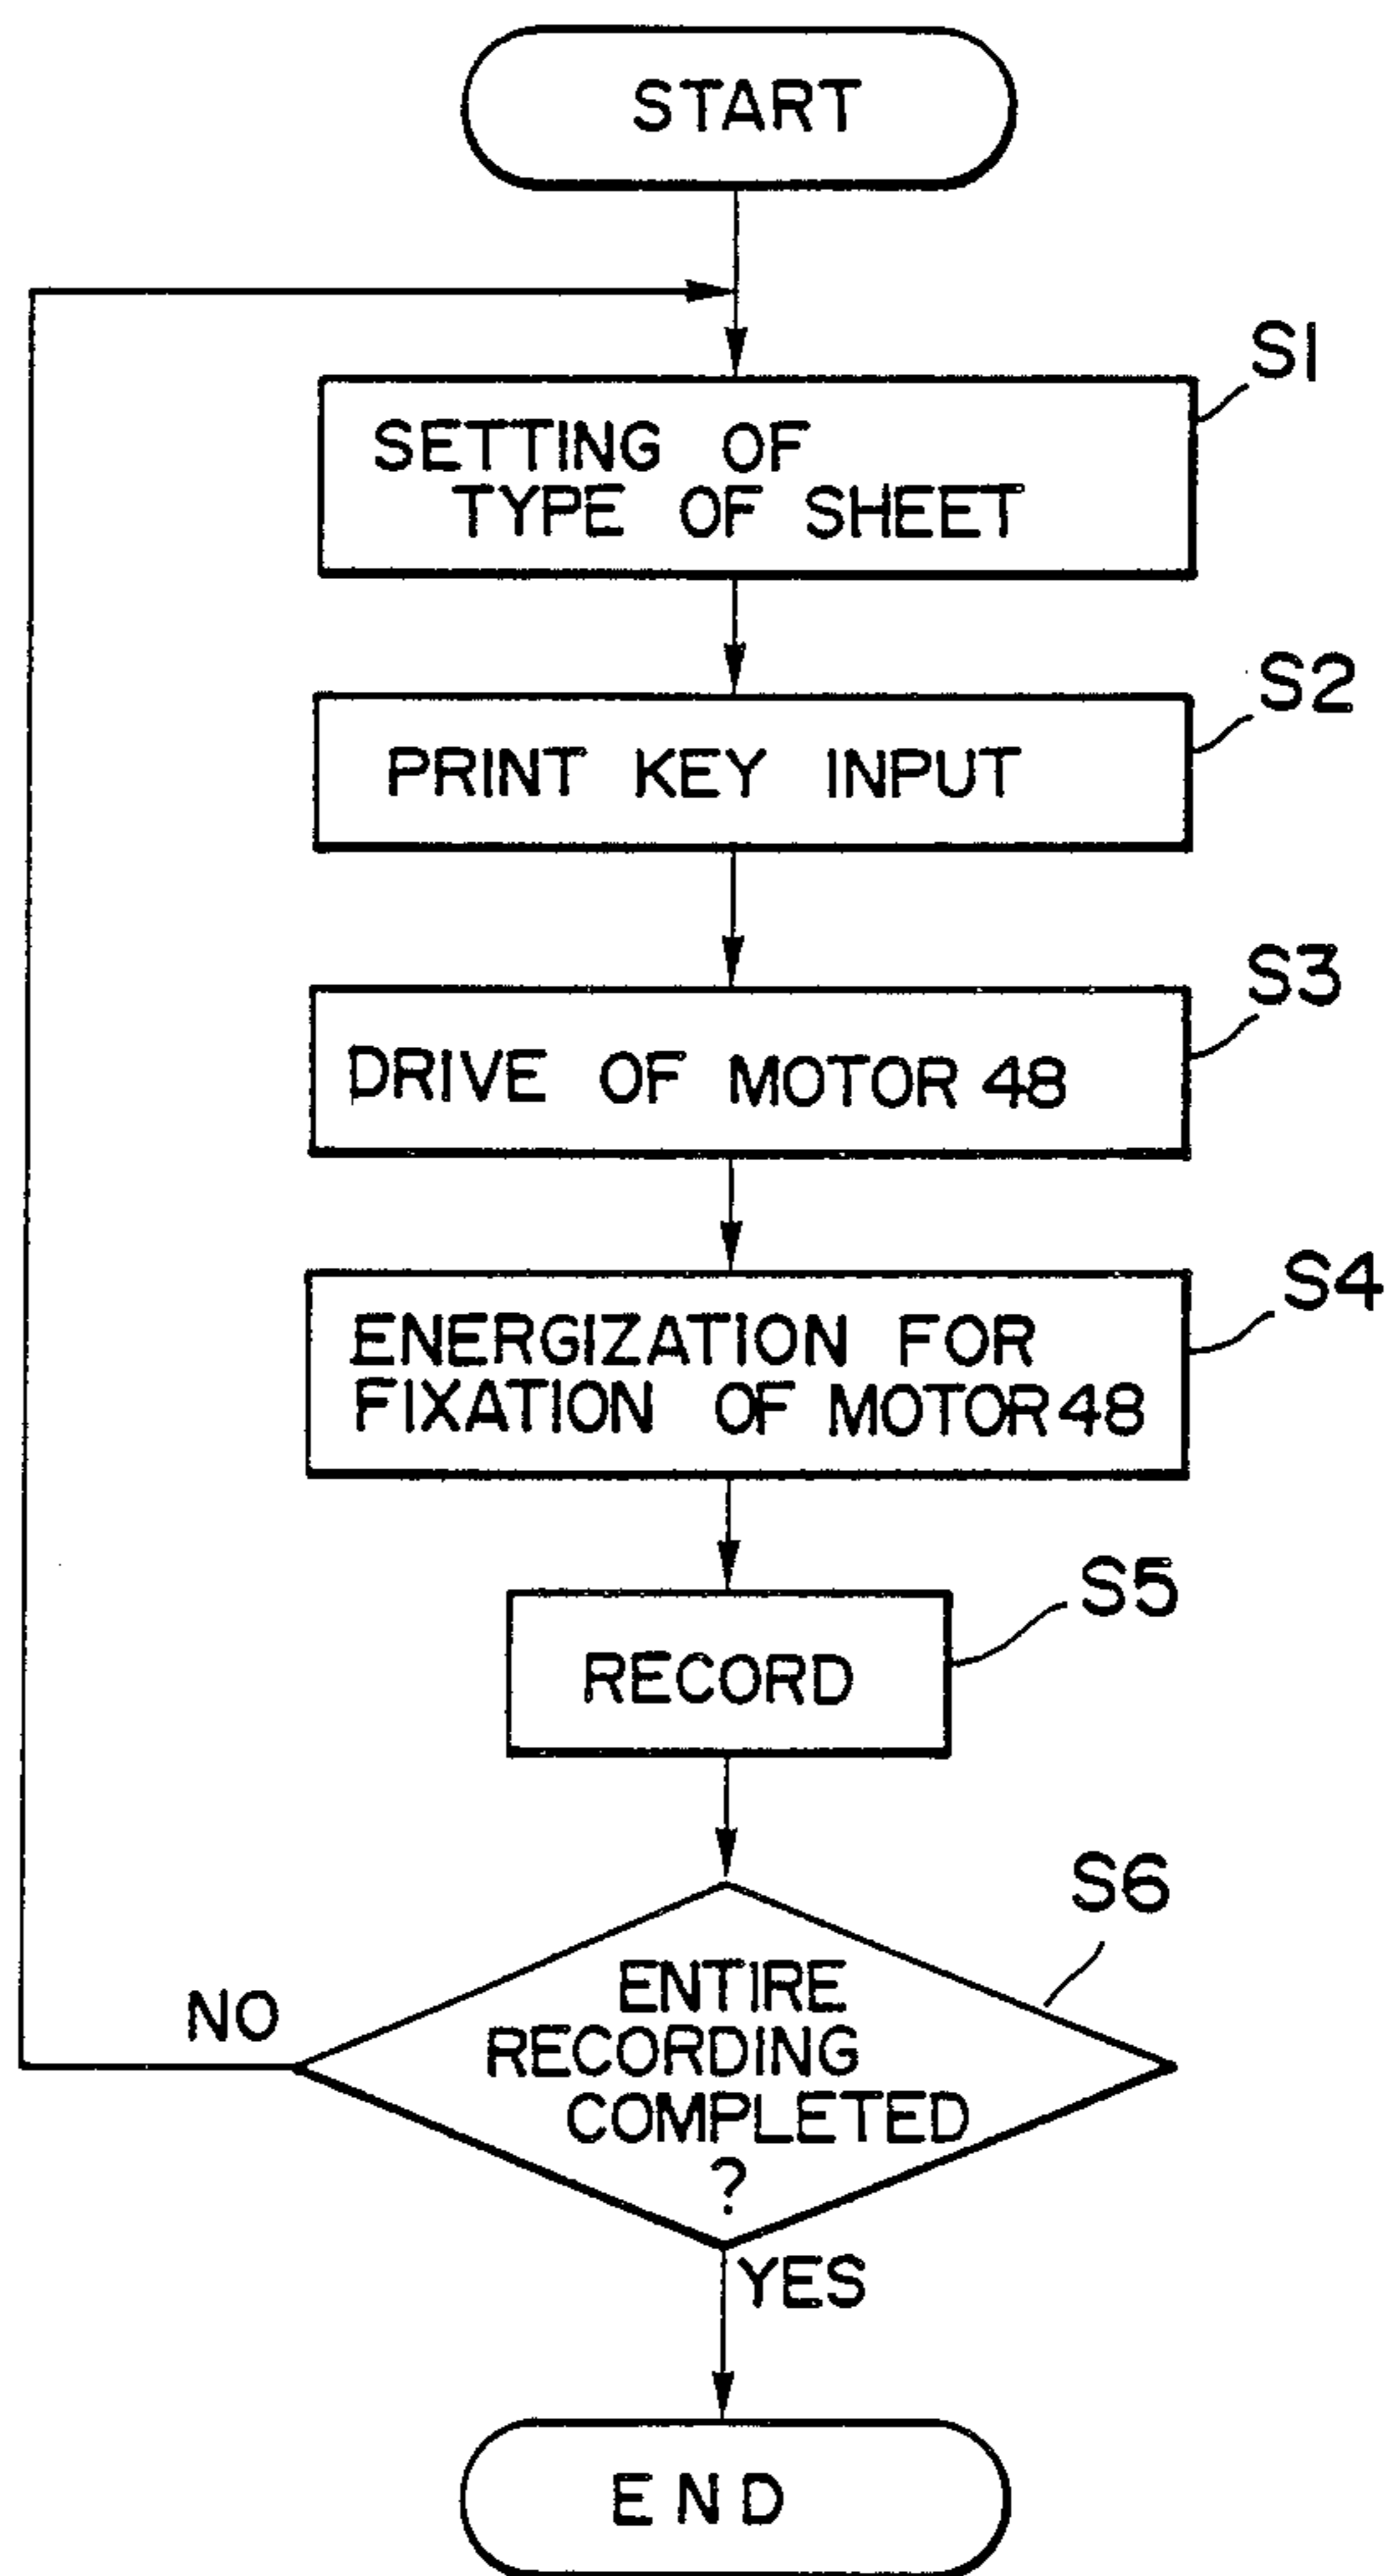 START
S1
SETTING OF
TYPE OF SHEET
S2
PRINT KEY INPUT
S3
DRIVE OF MOTOR 48
S4
ENERGIZATION FOR
FIXATION OF MOTOR 48
S5
RECORD
S6
ENTIRE
RECORDING
COMPLETED
?
NO
YES
END